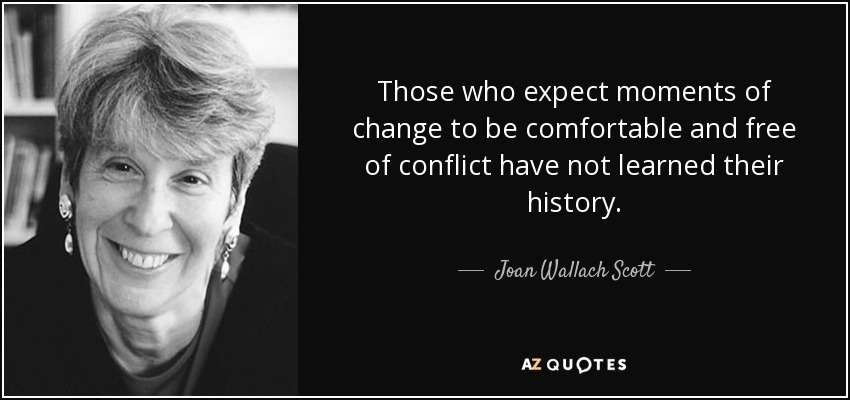 Those who expect moments of
change to be comfortable and free
of conflict have not learned their
history.
Joan Wallach Scott
AZ QUOTES